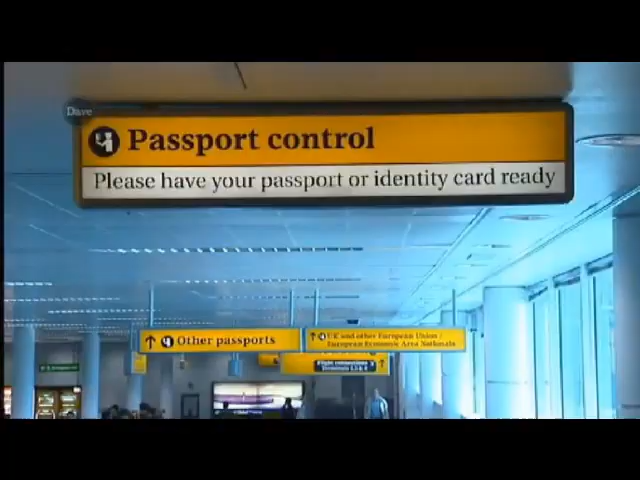 Dave
Passport control
Please have your passport or identity card ready
Other passports
UK and other European Union /
European Economic Area Nationals
Flight connections